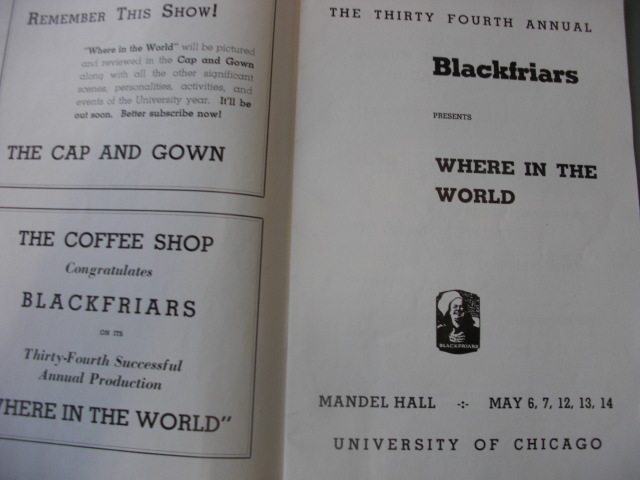 REMEMBER THIS SHOW!
"Where in the World" will be pictured
and reviewed in the Cap and Gown
along with all the other significant
scenes, personalities, activities, and
events of the University year. It'll be
out soon. Better subscribe now!
THE CAP AND GOWN
THE COFFEE SHOP
Congratulates
BLACKFRIARS
ON ITS
Thirty-Fourth Successful
Annual Production
WHERE IN THE WORLD"
THE THIRTY FOURTH ANNUAL
Blackfriars
PRESENTS
WHERE IN THE
WORLD
BLACKFRIARS
MANDEL HALL -:- MAY 6, 7, 12, 13, 14
UNIVERSITY OF CHICAGO